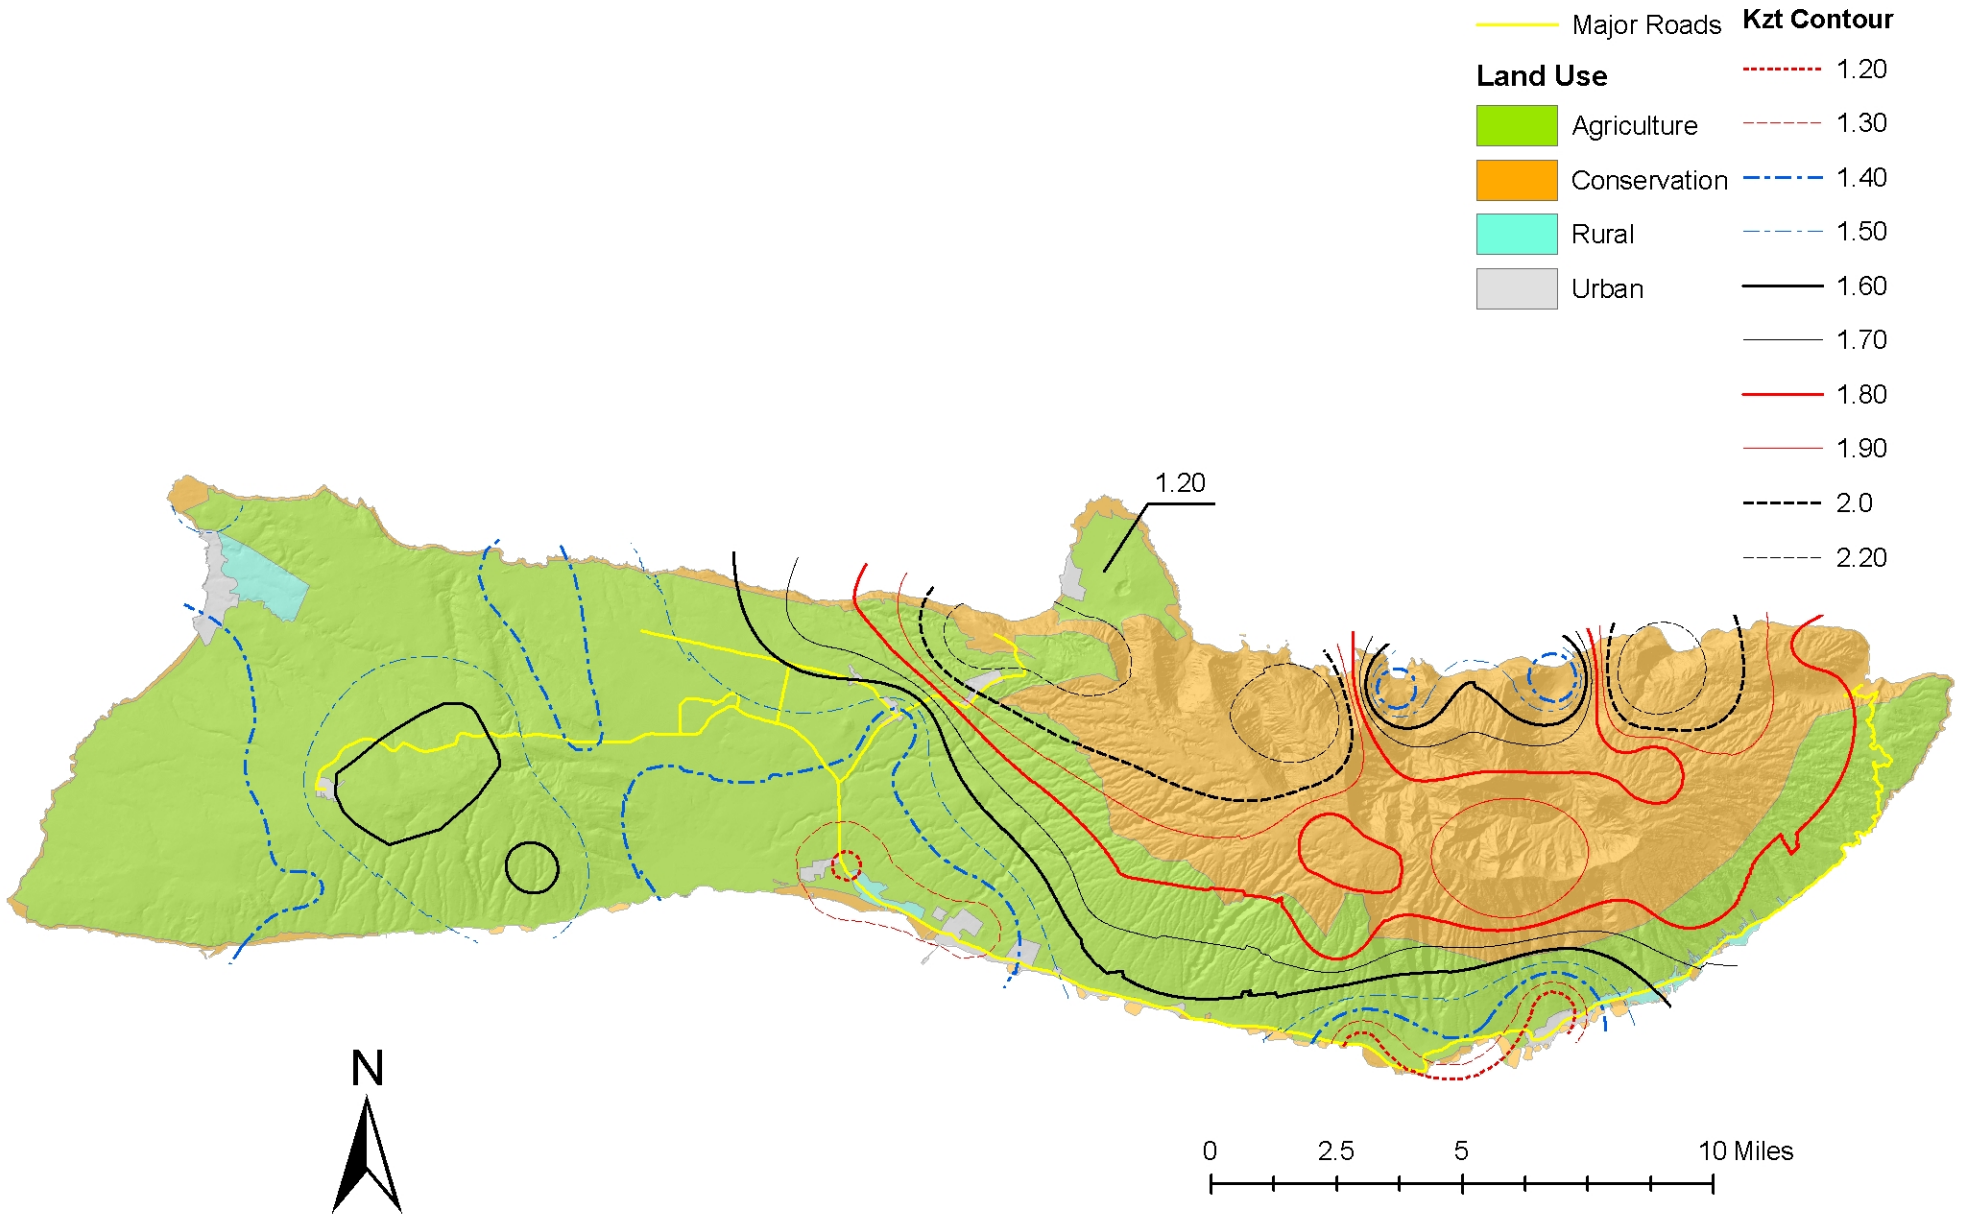 Major Roads
Land Use
Agriculture
Conservation
Rural
Urban
Kzt Contour
1.20
1.30
1.40
1.50
1.60
1.70
1.80
1.90
2.0
2.20
1.20
N
0 2.5 5 10 Miles